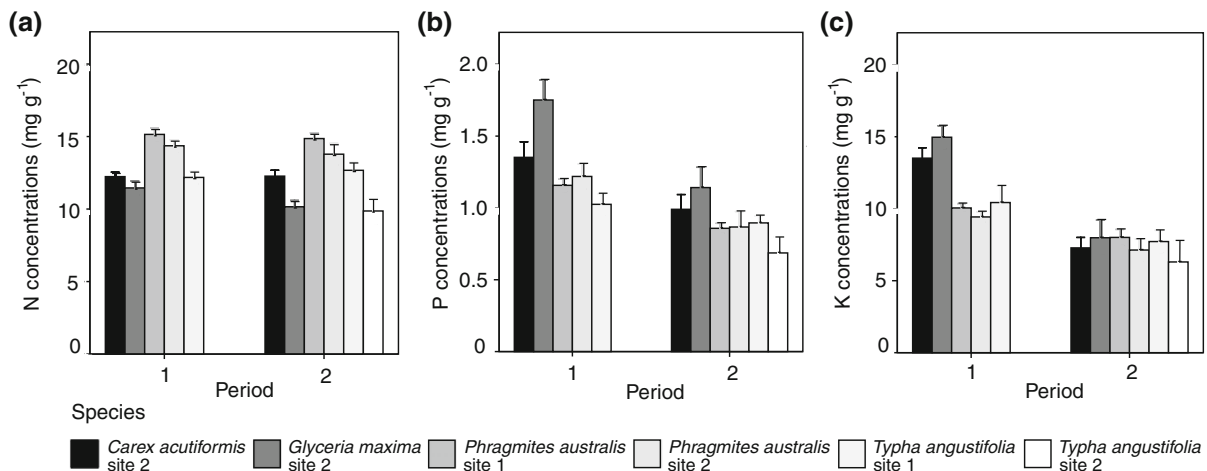 (a)
N concentrations (mg g-1)
20
15
10
5
0
1
2
Period
(b)
P concentrations (mg g-1)
2.0
1.5
1.0
0.5
0
1
2
Period
(c)
K concentrations (mg g-1)
20
15
10
5
0
1
2
Period
Species
Carex acutiformis
site 2
Glyceria maxima
site 2
Phragmites australis
site 1
Phragmites australis
site 2
Typha angustifolia
site 1
Typha angustifolia
site 2